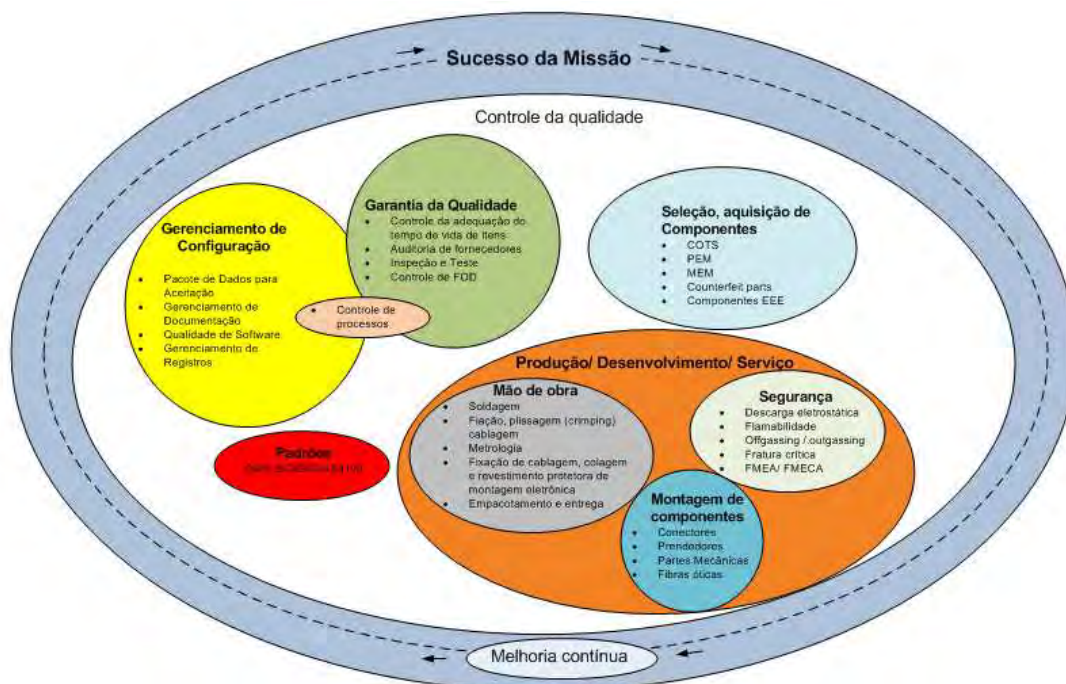 Sucesso da Missão
Controle da qualidade
Garantia da Qualidade
• Controle da adequação do
tempo de vida de itens
• Auditoria de fornecedores
• Inspeção e Teste
• Controle de FOD
Gerenciamento de
Configuração
• Pacote de Dados para
Aceitação
• Gerenciamento de
Documentação
• Qualidade de Software
• Gerenciamento de
Registros
• Controle de
processos
Seleção, aquisição de
Componentes
• COTS
• PEM
• MEM
• Counterfeit parts
• Componentes EEE
Produção/ Desenvolvimento/ Serviço
Mão de obra
• Soldagem
• Fiação, plissagem (crimping)
cablagem
• Metrologia
• Fixação de cablagem, colagem
e revestimento protetora de
montagem eletrônica
• Empacotamento e entrega
Segurança
• Descarga eletrostática
• Flamabilidade
• Offgassing / outgassing
• Fratura crítica
• FMEA/ FMECA
Padrões
Montagem de
componentes
• Conectores
• Prendedores
• Partes Mecânicas
• Fibras óticas
Melhoria contínua